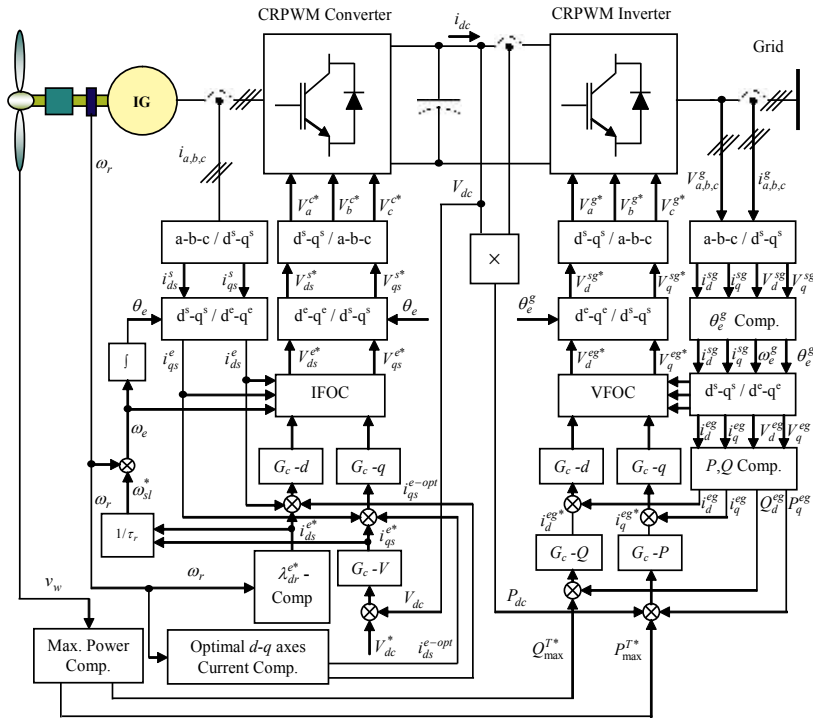 CRPWM Converter
i_dc
CRPWM Inverter
Grid
IG
ω_r
i_{a,b,c}
V_a^{c*} V_b^{c*} V_c^{c*}
V_dc
V_a^{g*} V_b^{g*} V_c^{g*}
V_{a,b,c}^g i_{a,b,c}^g
a-b-c / d^s-q^s
d^s-q^s / a-b-c
×
d^s-q^s / a-b-c
a-b-c / d^s-q^s
i_ds^s i_qs^s
V_ds^{s*} V_qs^{s*}
V_d^{sg*} V_q^{sg*}
i_d^{sg} i_q^{sg} V_d^{sg} V_q^{sg}
θ_e
d^s-q^s / d^e-q^e
d^e-q^e / d^s-q^s
θ_e
θ_e^g
d^e-q^e / d^s-q^s
θ_e^g Comp.
∫
i_qs^e i_ds^e
V_ds^{e*} V_qs^{e*}
V_d^{eg*} V_q^{eg*}
i_d^{sg} i_q^{sg} ω_e^g θ_e^g
IFOC
VFOC
d^s-q^s / d^e-q^e
ω_e
i_d^{eg} i_q^{eg} V_d^{eg} V_q^{eg}
G_c -d
G_c -q
G_c -d
G_c -q
P,Q Comp.
ω_r
ω_sl^*
i_qs^{e-opt}
i_d^{eg} i_q^{eg} Q_d^{eg} P_q^{eg}
1/τ_r
i_ds^{e*}
i_qs^{e*}
i_d^{eg*}
i_q^{eg*}
v_w
ω_r
λ_dr^{e*} -
Comp
G_c -V
G_c -Q
G_c -P
V_dc
P_dc
V_dc^*
Max. Power
Comp.
Optimal d-q axes
Current Comp.
i_ds^{e-opt}
Q_max^{T*}
P_max^{T*}